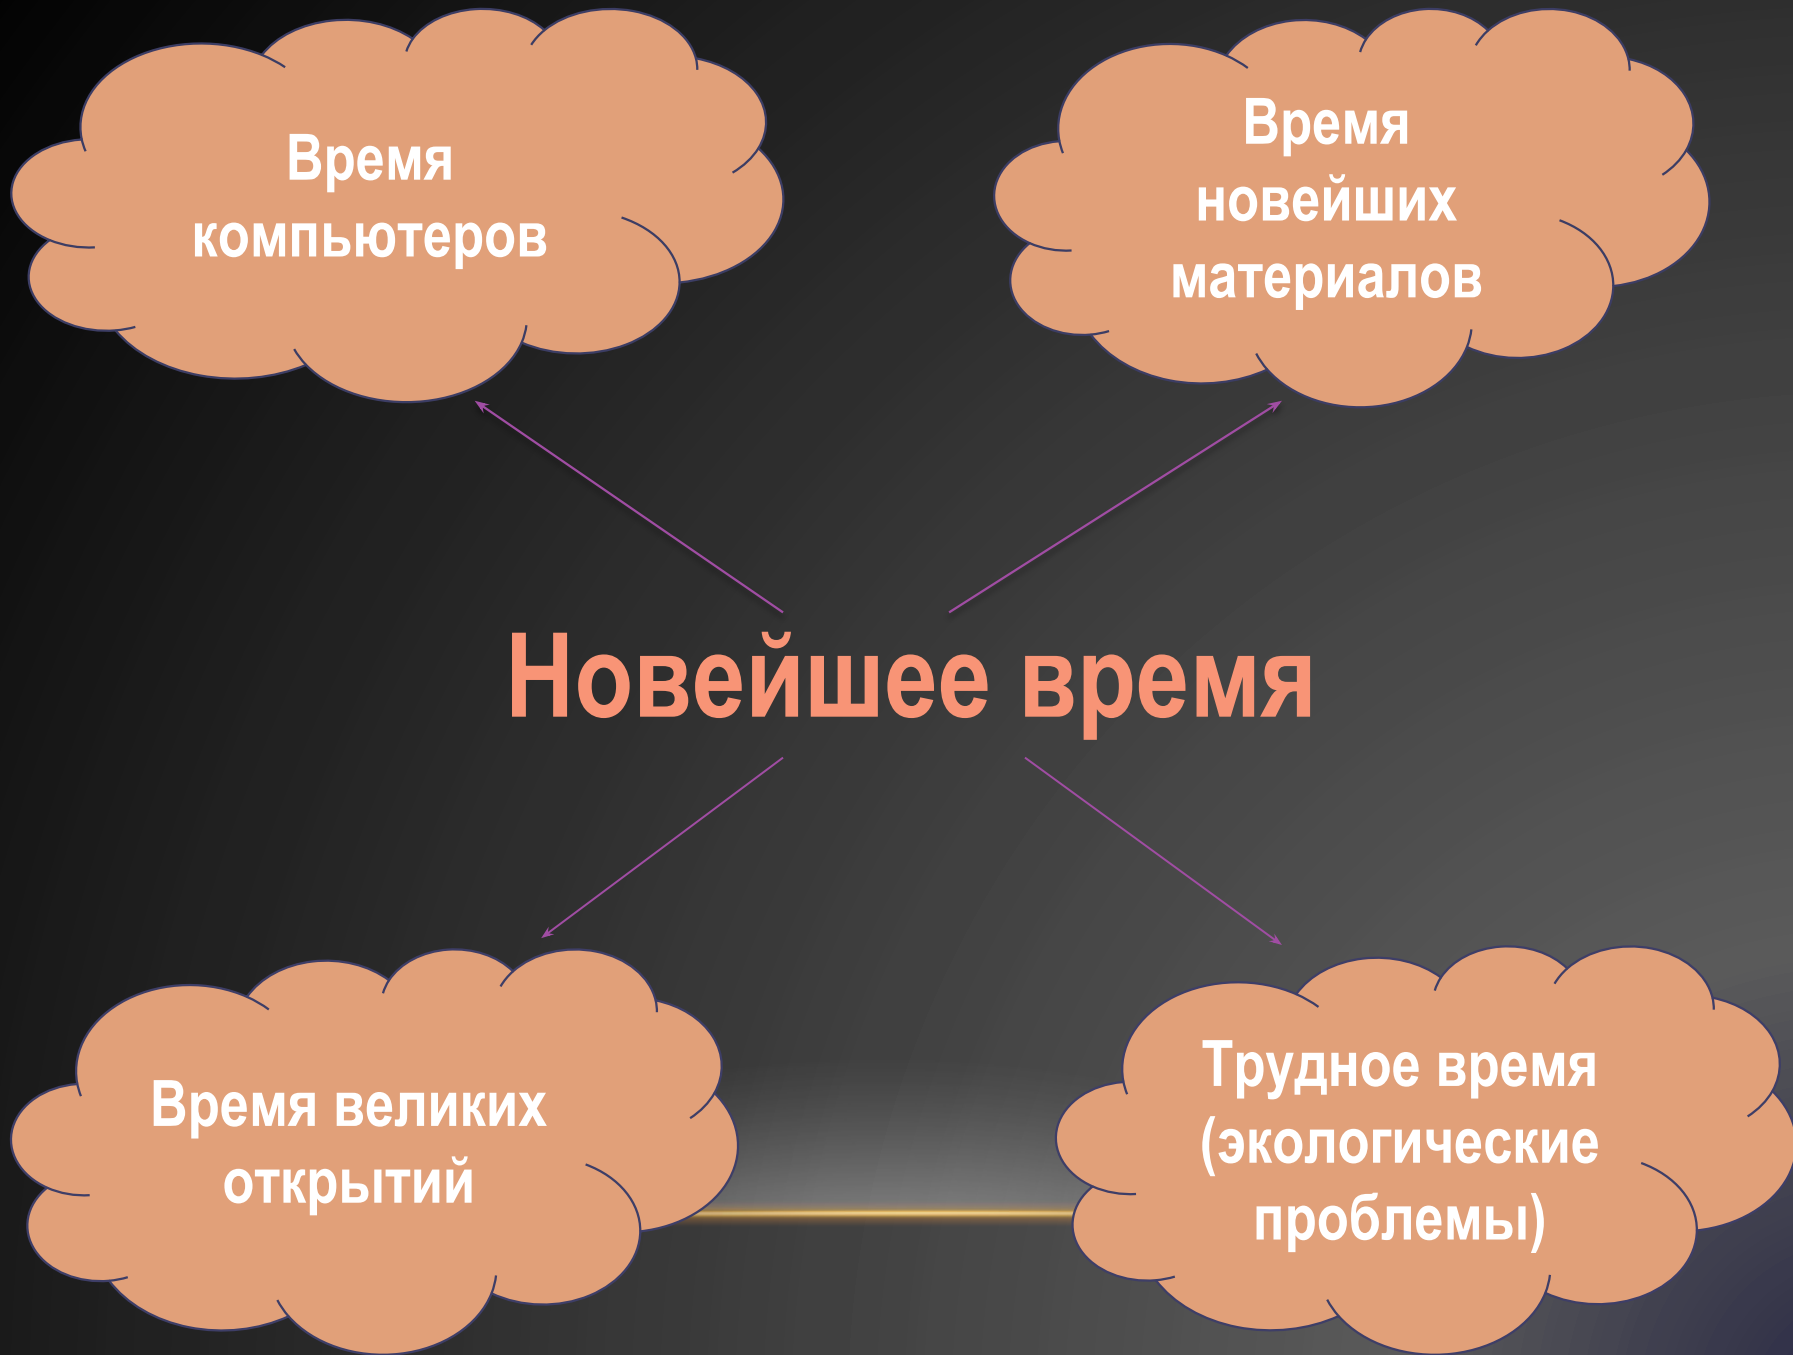 Время
компьютеров
Время
новейших
материалов
Новейшее время
Время великих
открытий
Трудное время
(экологические
проблемы)